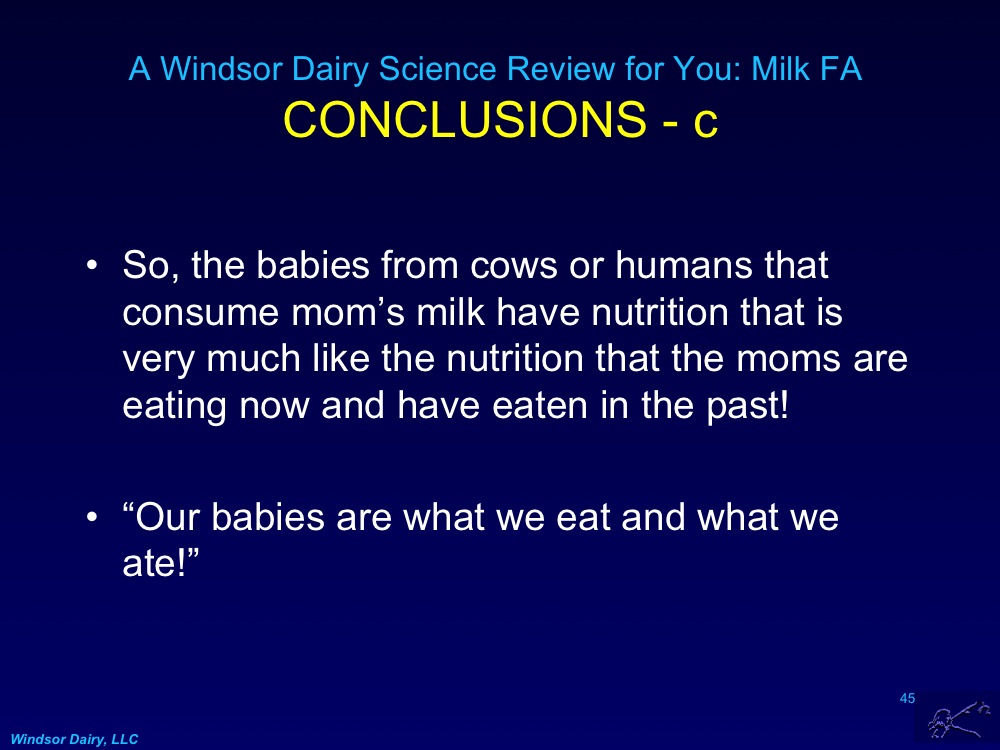 A Windsor Dairy Science Review for You: Milk FA
CONCLUSIONS - c
• So, the babies from cows or humans that
consume mom’s milk have nutrition that is
very much like the nutrition that the moms are
eating now and have eaten in the past!
• “Our babies are what we eat and what we
ate!”
45
Windsor Dairy, LLC